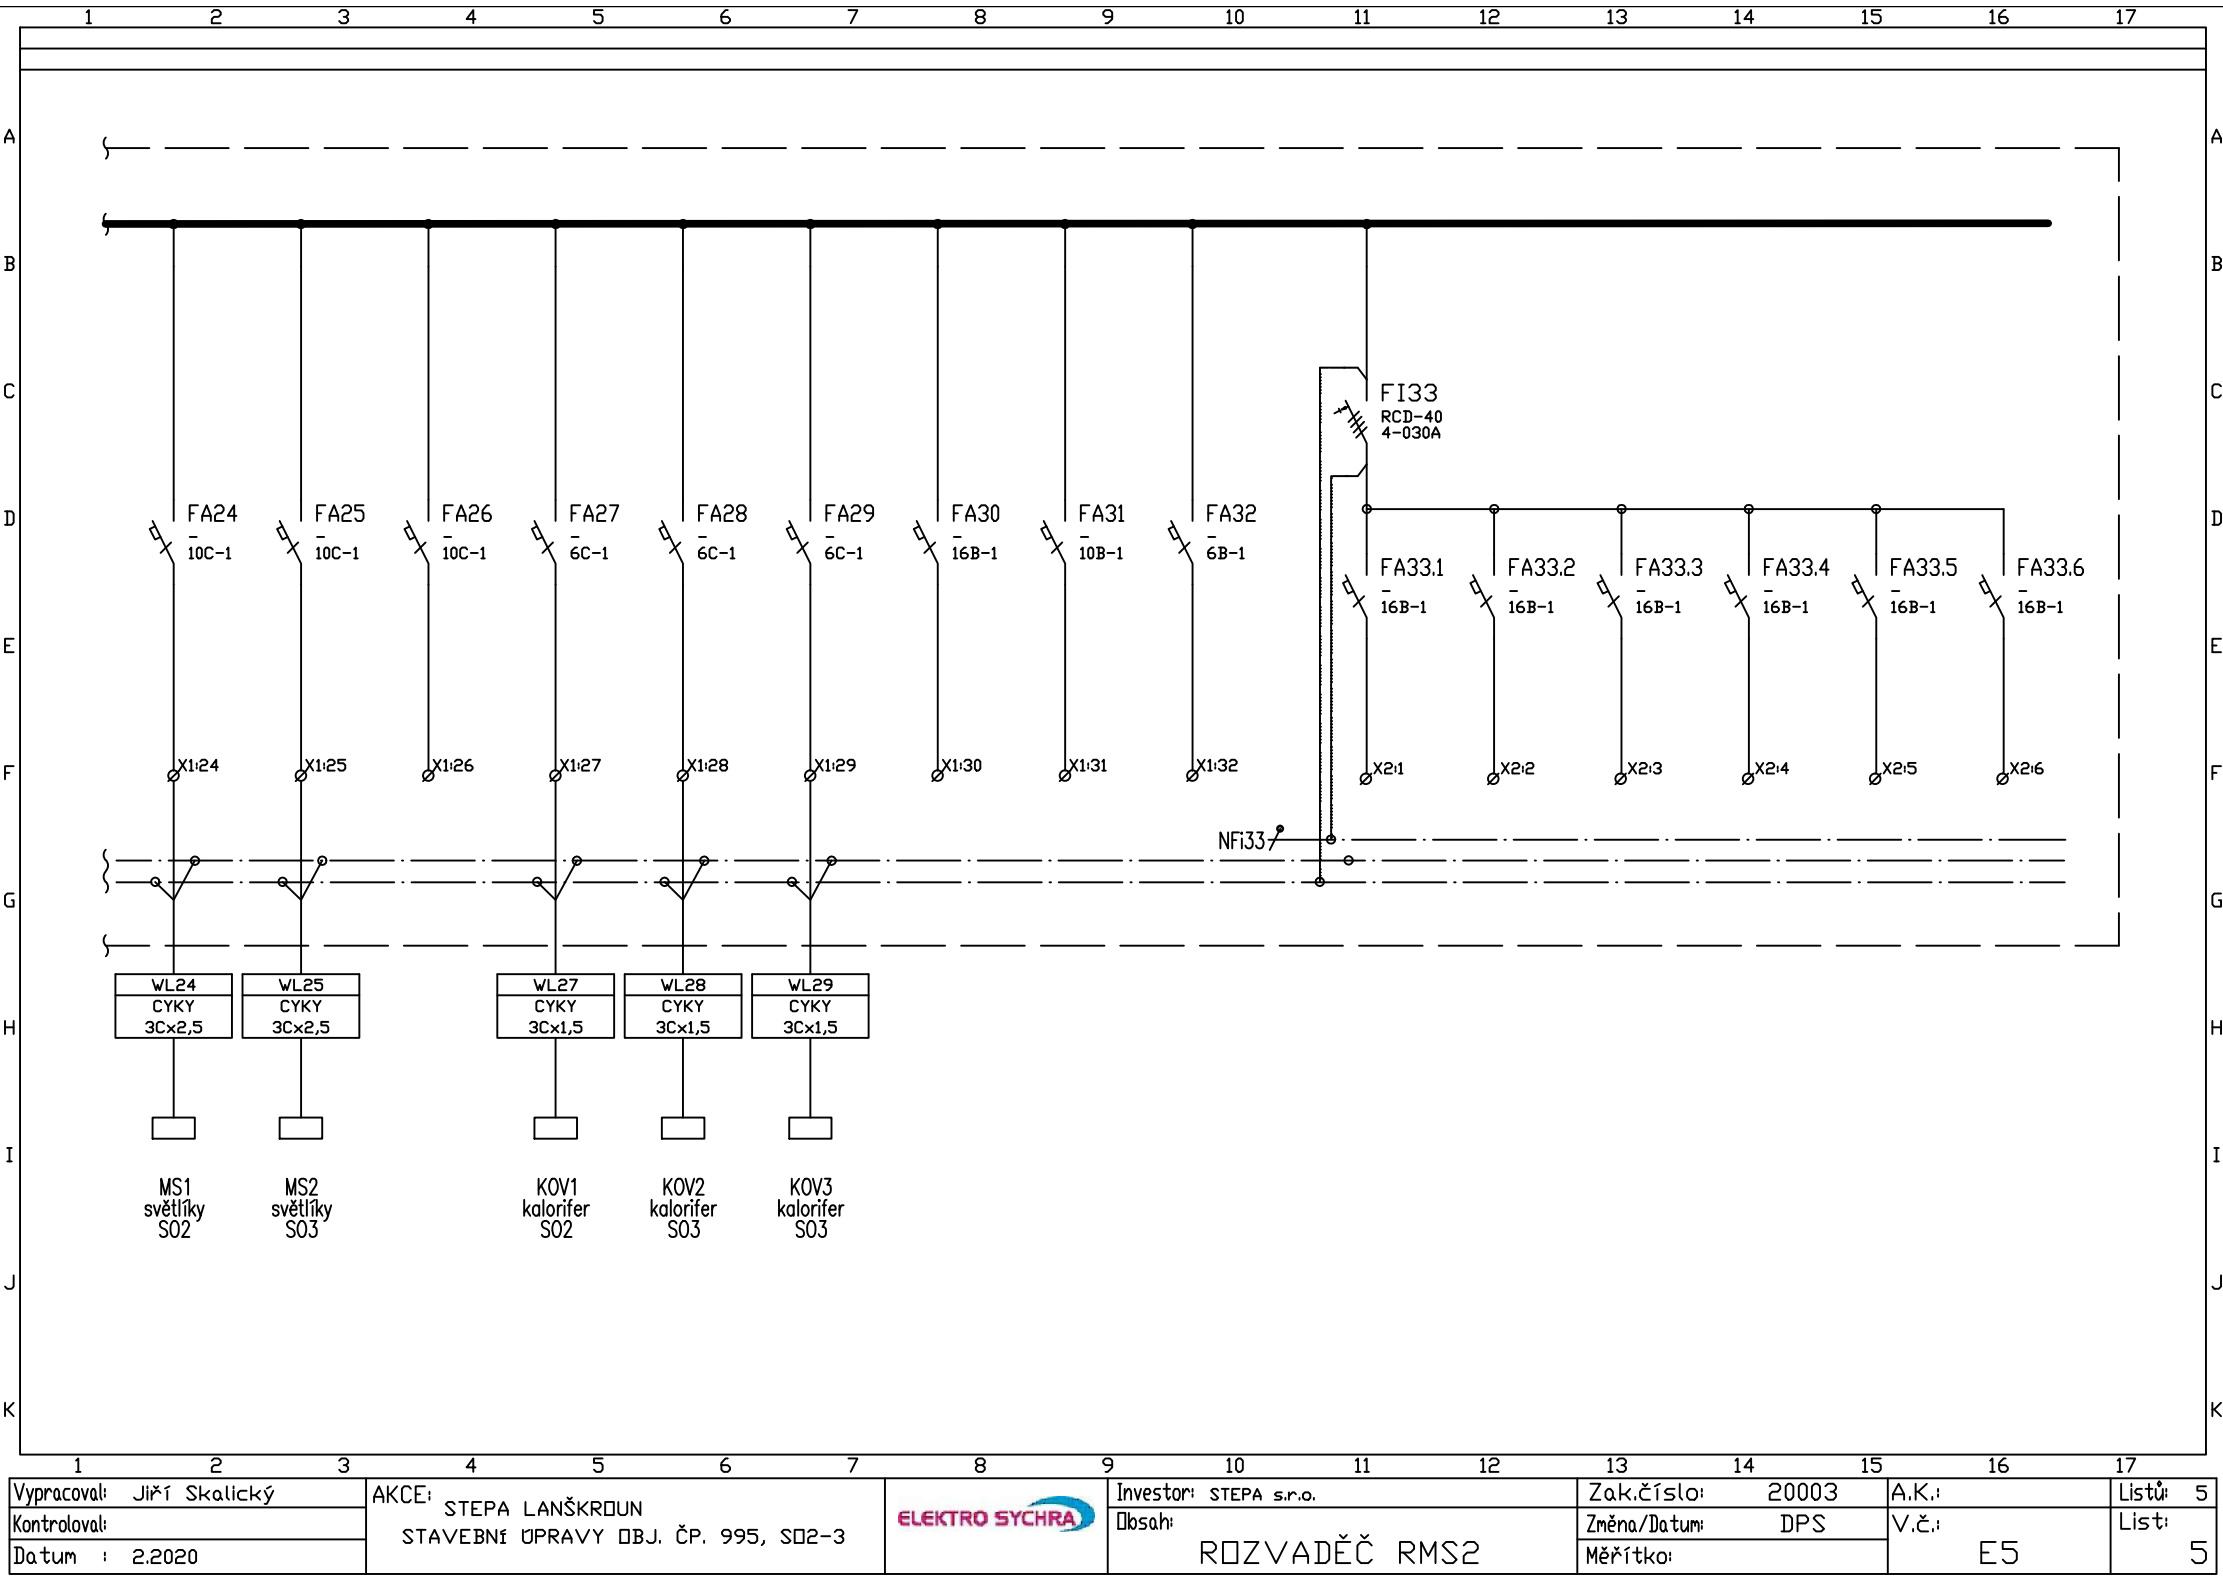 1 2 3 4 5 6 7 8 9 10 11 12 13 14 15 16 17
A A
B B
C C
FI33
RCD-40
4-030A
D D
FA24 FA25 FA26 FA27 FA28 FA29 FA30 FA31 FA32
- - - - - - - - -
10C-1 10C-1 10C-1 6C-1 6C-1 6C-1 16B-1 10B-1 6B-1
FA33.1 FA33.2 FA33.3 FA33.4 FA33.5 FA33.6
- - - - - -
16B-1 16B-1 16B-1 16B-1 16B-1 16B-1
E E
F F
X1:24 X1:25 X1:26 X1:27 X1:28 X1:29 X1:30 X1:31 X1:32 X2:1 X2:2 X2:3 X2:4 X2:5 X2:6
NFi33
G G
WL24 WL25 WL27 WL28 WL29
CYKY CYKY CYKY CYKY CYKY
3Cx2,5 3Cx2,5 3Cx1,5 3Cx1,5 3Cx1,5
H H
I I
MS1 MS2 KOV1 KOV2 KOV3
světlíky světlíky kalorifer kalorifer kalorifer
SO2 SO3 SO2 SO3 SO3
J J
K K
1 2 3 4 5 6 7 8 9 10 11 12 13 14 15 16 17
Vypracoval: Jiří Skalický
Kontroloval:
Datum : 2.2020
AKCE:
STEPA LANŠKROUN
STAVEBNÍ ÚPRAVY OBJ. ČP. 995, SO2-3
ELEKTRO SYCHRA
Investor: STEPA s.r.o.
Obsah:
ROZVADĚČ RMS2
Zak.číslo: 20003
Změna/Datum: DPS
Měřítko:
A.K.:
V.č.:
E5
Listů: 5
List:
5